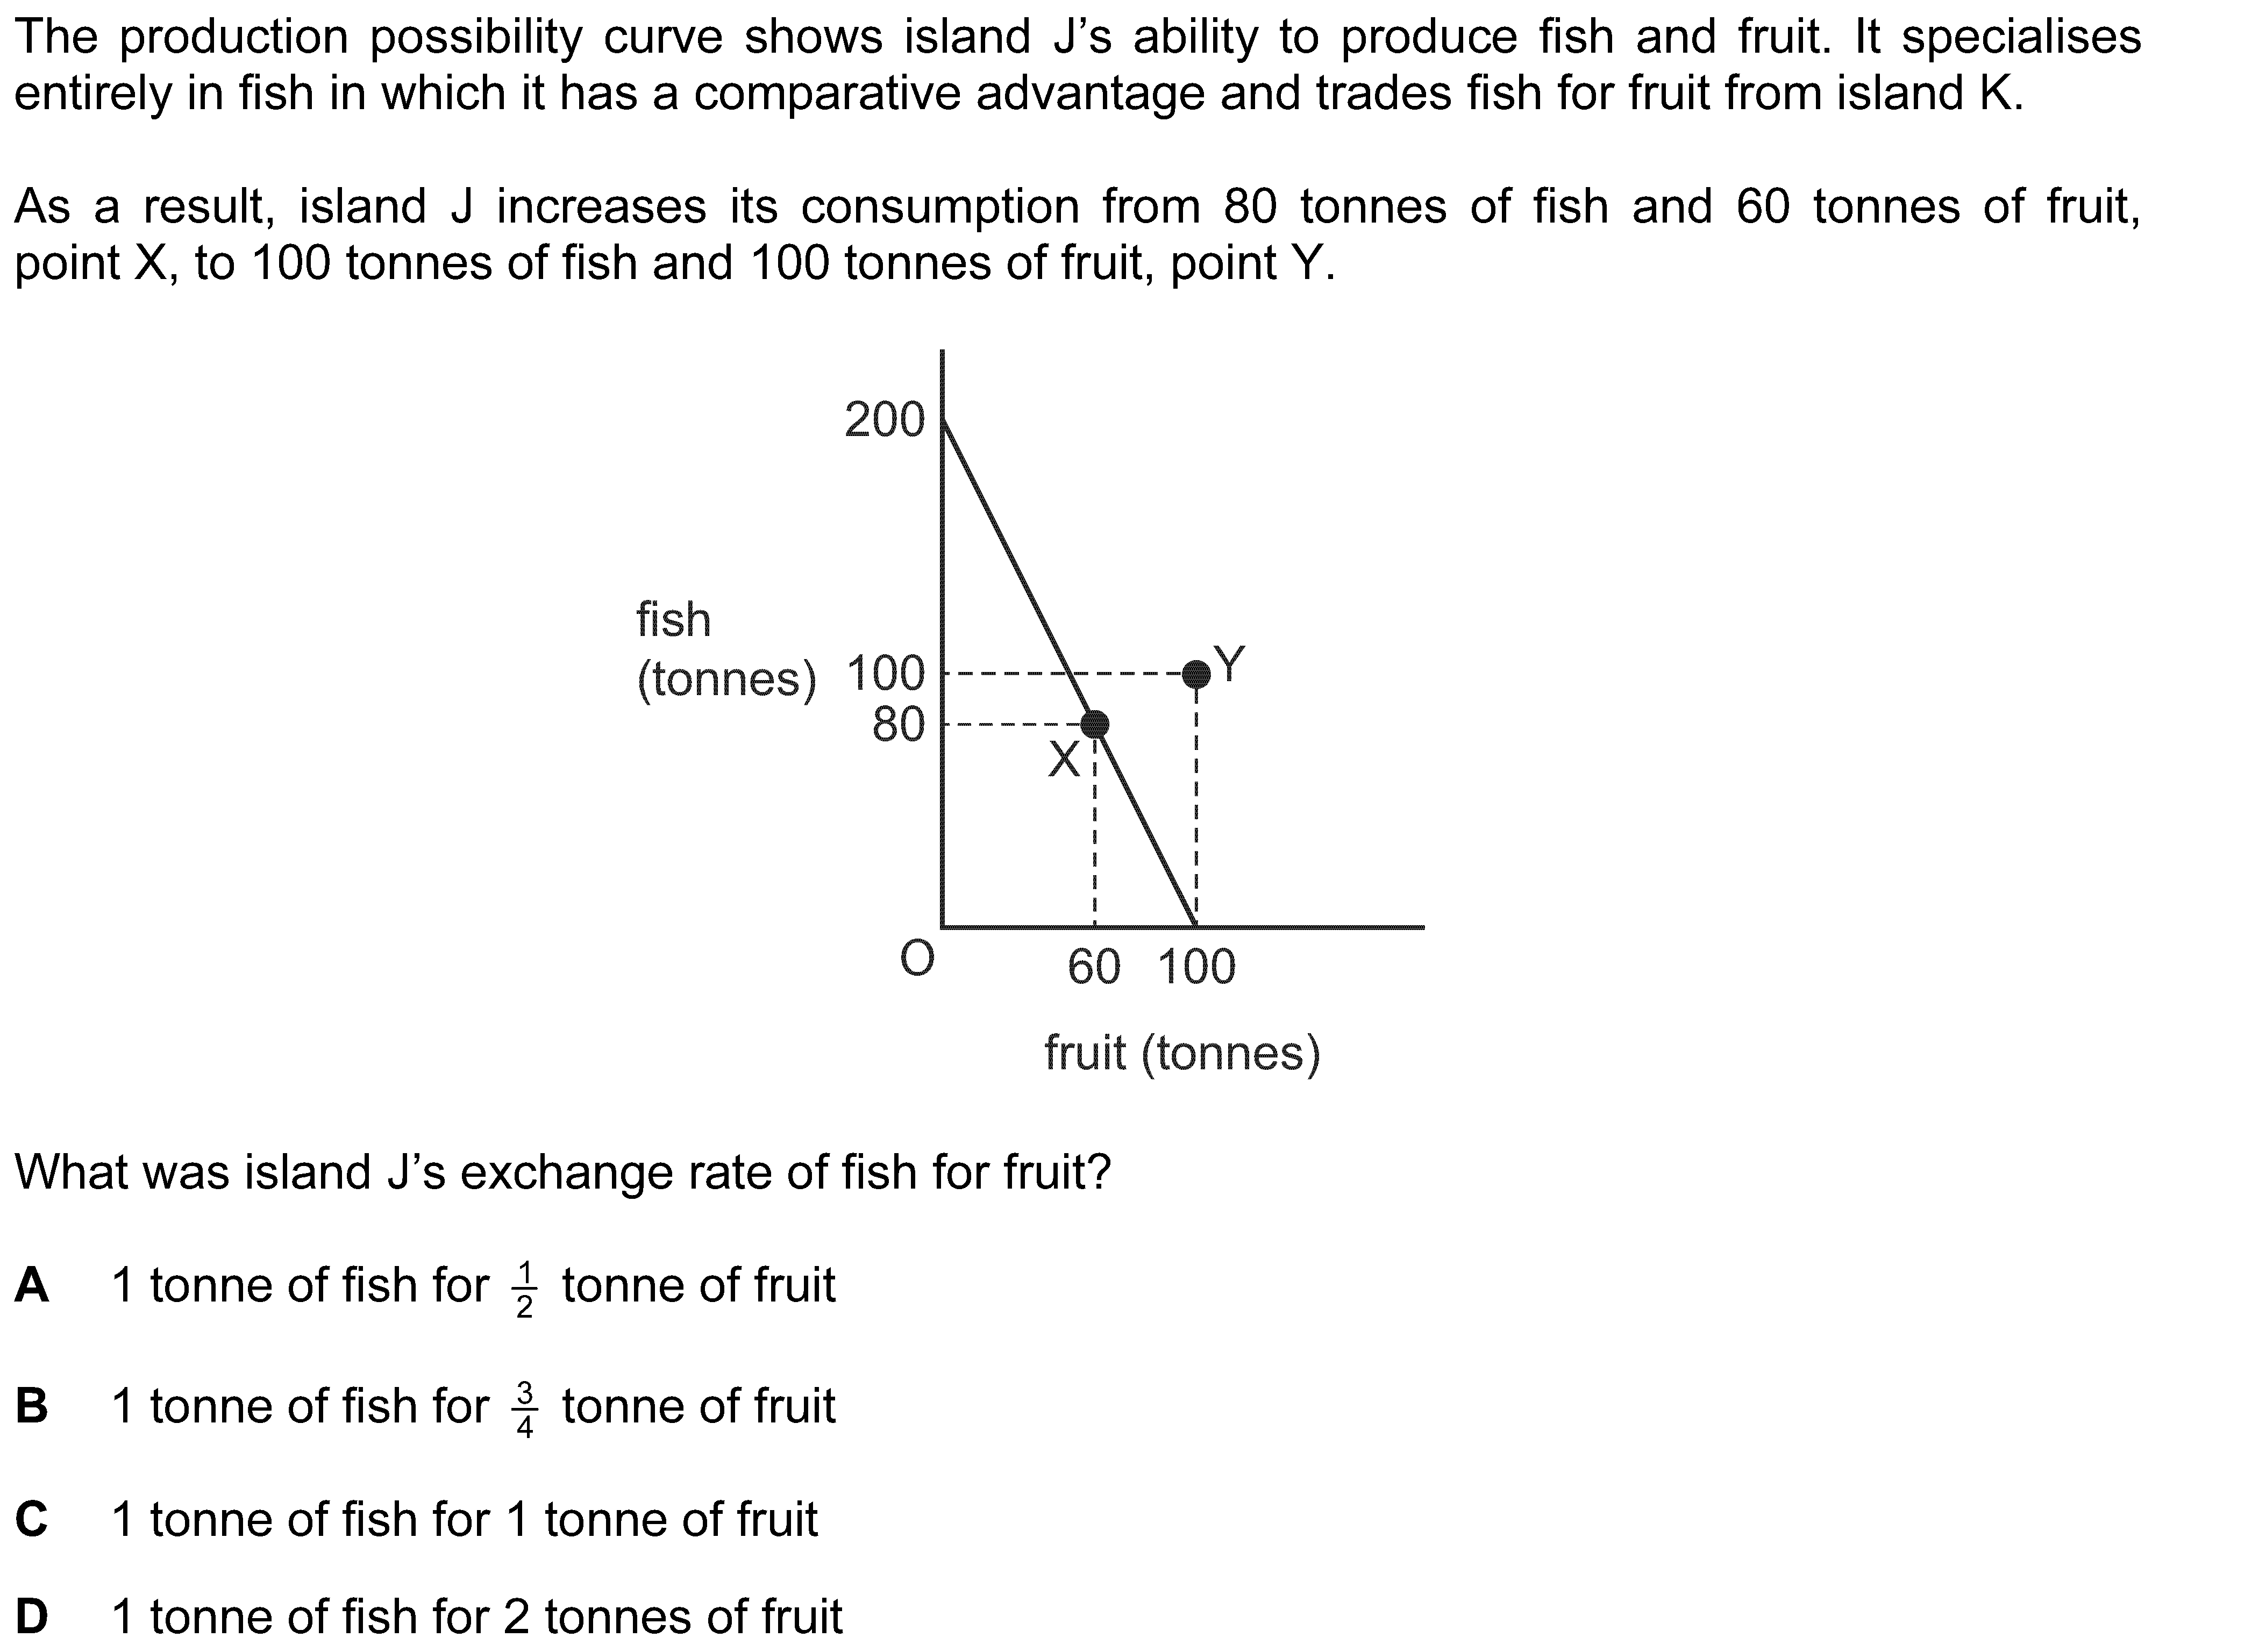 The production possibility curve shows island J’s ability to produce fish and fruit. It specialises
entirely in fish in which it has a comparative advantage and trades fish for fruit from island K.
As a result, island J increases its consumption from 80 tonnes of fish and 60 tonnes of fruit,
point X, to 100 tonnes of fish and 100 tonnes of fruit, point Y.
200
fish
(tonnes)
100
Y
80
X
O
60 100
fruit (tonnes)
What was island J’s exchange rate of fish for fruit?
A 1 tonne of fish for 1/2 tonne of fruit
B 1 tonne of fish for 3/4 tonne of fruit
C 1 tonne of fish for 1 tonne of fruit
D 1 tonne of fish for 2 tonnes of fruit